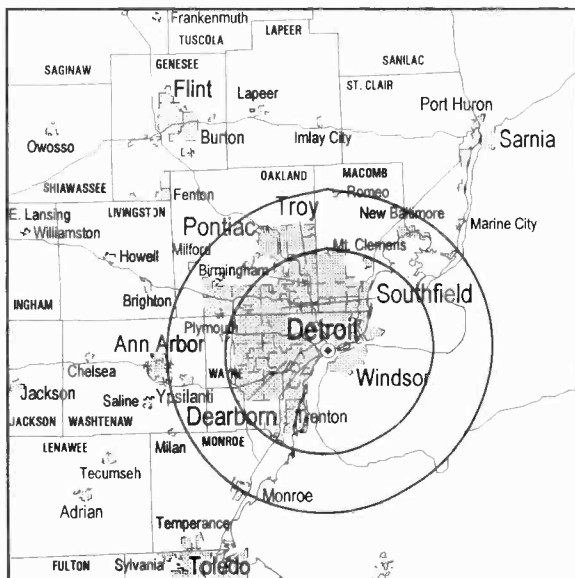 Frankenmuth
LAPEER
TUSCOLA
GENESEE
SANILAC
SAGINAW
ST. CLAIR
Flint
Lapeer
Port Huron
Burton
Imlay City
Sarnia
Owosso
OAKLAND
MACOMB
SHIAWASSEE
Fenton
Romeo
Troy
E. Lansing
LIVINGSTON
New Baltimore
Pontiac
Marine City
Williamston
Milford
Mt. Clemens
Howell
Birmingham
Brighton
Southfield
INGHAM
Plymouth
Detroit
Ann Arbor
Chelsea
WAYNE
Windsor
Jackson
Saline
Ypsilanti
Dearborn
Trenton
JACKSON
WASHTENAW
LENAWEE
Milan
MONROE
Tecumseh
Monroe
Adrian
Temperance
FULTON
Sylvania
Toledo